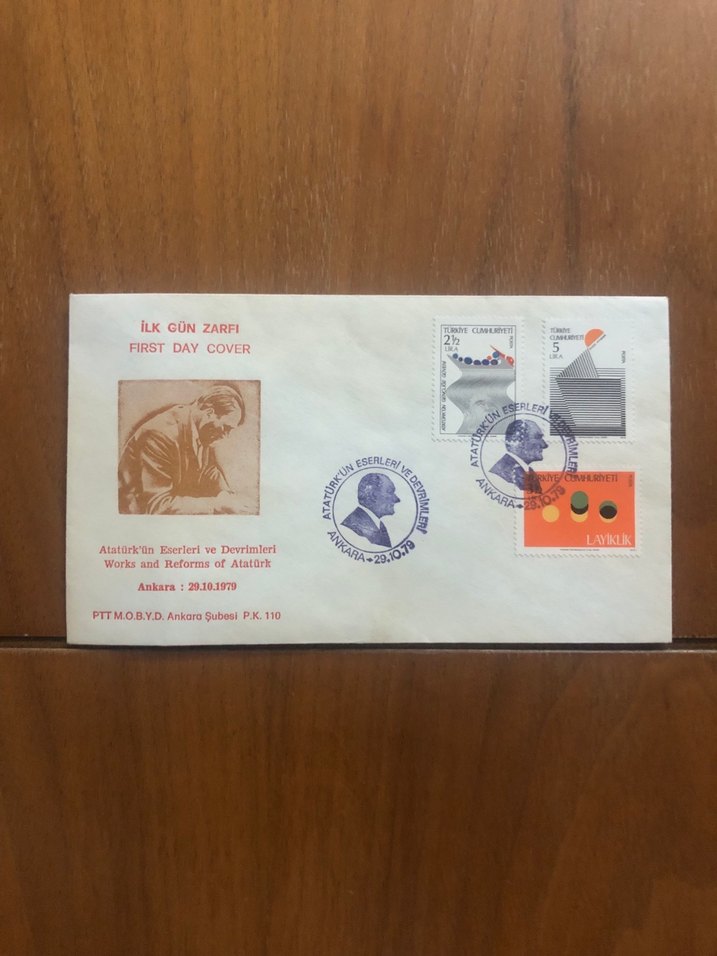 İLK GÜN ZARFI
FIRST DAY COVER
Atatürk'ün Eserleri ve Devrimleri
Works and Reforms of Atatürk
Ankara : 29.10.1979
PTT M.O.B.Y.D. Ankara Şubesi P.K. 110
ATATÜRK'ÜN ESERLERİ VE DEVRİMLERİ
ANKARA 29.10.79
TÜRKİYE CUMHURİYETİ
2½
LİRA
TÜRKİYE
CUMHURİYETİ
5
LİRA
ATATÜRK'ÜN ESERLERİ VE DEVRİMLERİ
ANKARA 29.10.79
TÜRKİYE CUMHURİYETİ
LAYİKLİK